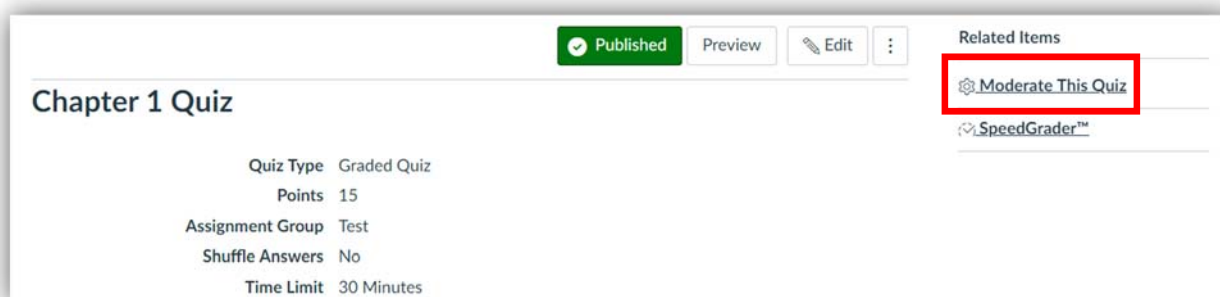 Published Preview Edit
Related Items
Moderate This Quiz
SpeedGrader™
Chapter 1 Quiz
Quiz Type Graded Quiz
Points 15
Assignment Group Test
Shuffle Answers No
Time Limit 30 Minutes